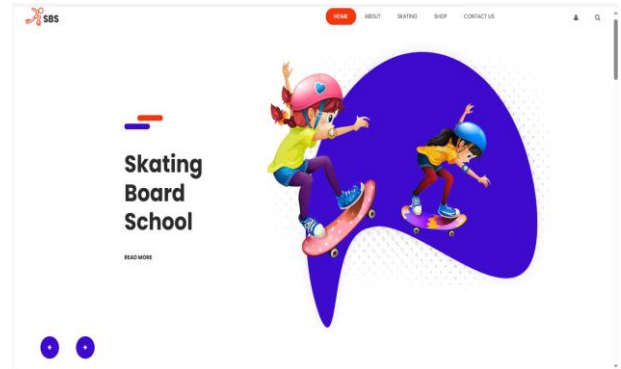 SBS
HOME ABOUT SKATING SHOP CONTACT US
Skating
Board
School
READ MORE